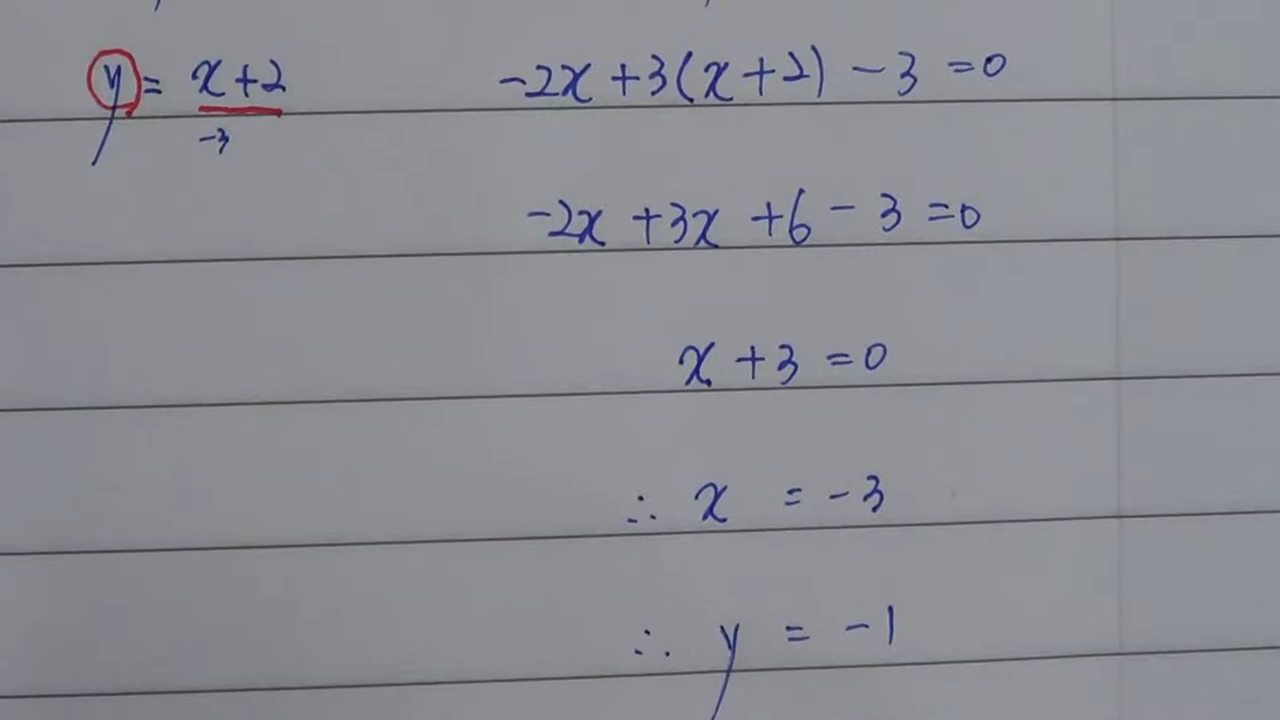 y = x+2    -2x +3(x+2) - 3 =0
-3
-2x +3x +6 - 3 =0
x +3 =0
∴ x = -3
∴ y = -1